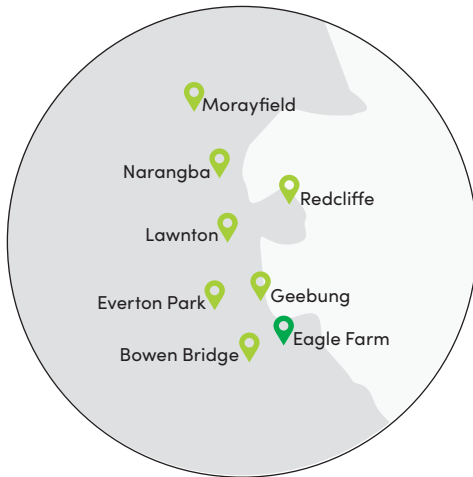 Morayfield
Narangba
Redcliffe
Lawnton
Geebung
Everton Park
Eagle Farm
Bowen Bridge